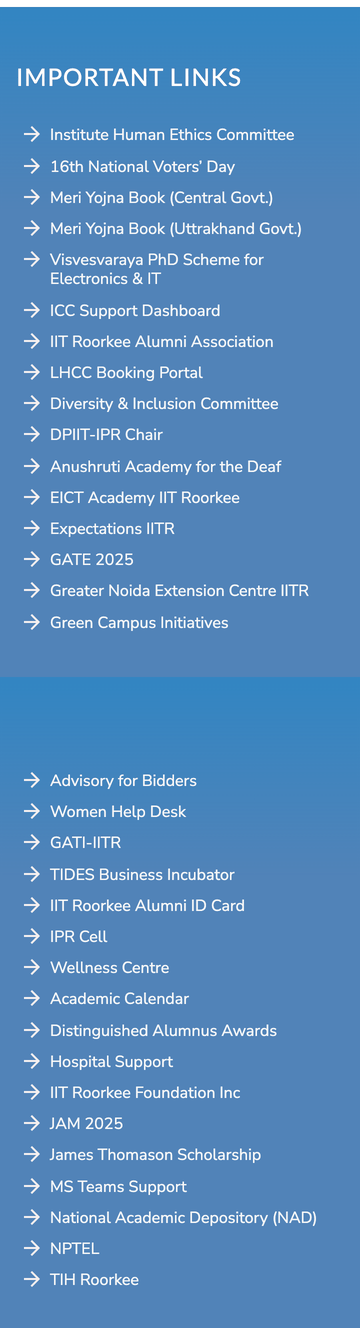 IMPORTANT LINKS
Institute Human Ethics Committee
16th National Voters' Day
Meri Yojna Book (Central Govt.)
Meri Yojna Book (Uttrakhand Govt.)
Visvesvaraya PhD Scheme for
Electronics & IT
ICC Support Dashboard
IIT Roorkee Alumni Association
LHCC Booking Portal
Diversity & Inclusion Committee
DPIIT-IPR Chair
Anushruti Academy for the Deaf
EICT Academy IIT Roorkee
Expectations IITR
GATE 2025
Greater Noida Extension Centre IITR
Green Campus Initiatives
Advisory for Bidders
Women Help Desk
GATI-IITR
TIDES Business Incubator
IIT Roorkee Alumni ID Card
IPR Cell
Wellness Centre
Academic Calendar
Distinguished Alumnus Awards
Hospital Support
IIT Roorkee Foundation Inc
JAM 2025
James Thomason Scholarship
MS Teams Support
National Academic Depository (NAD)
NPTEL
TIH Roorkee